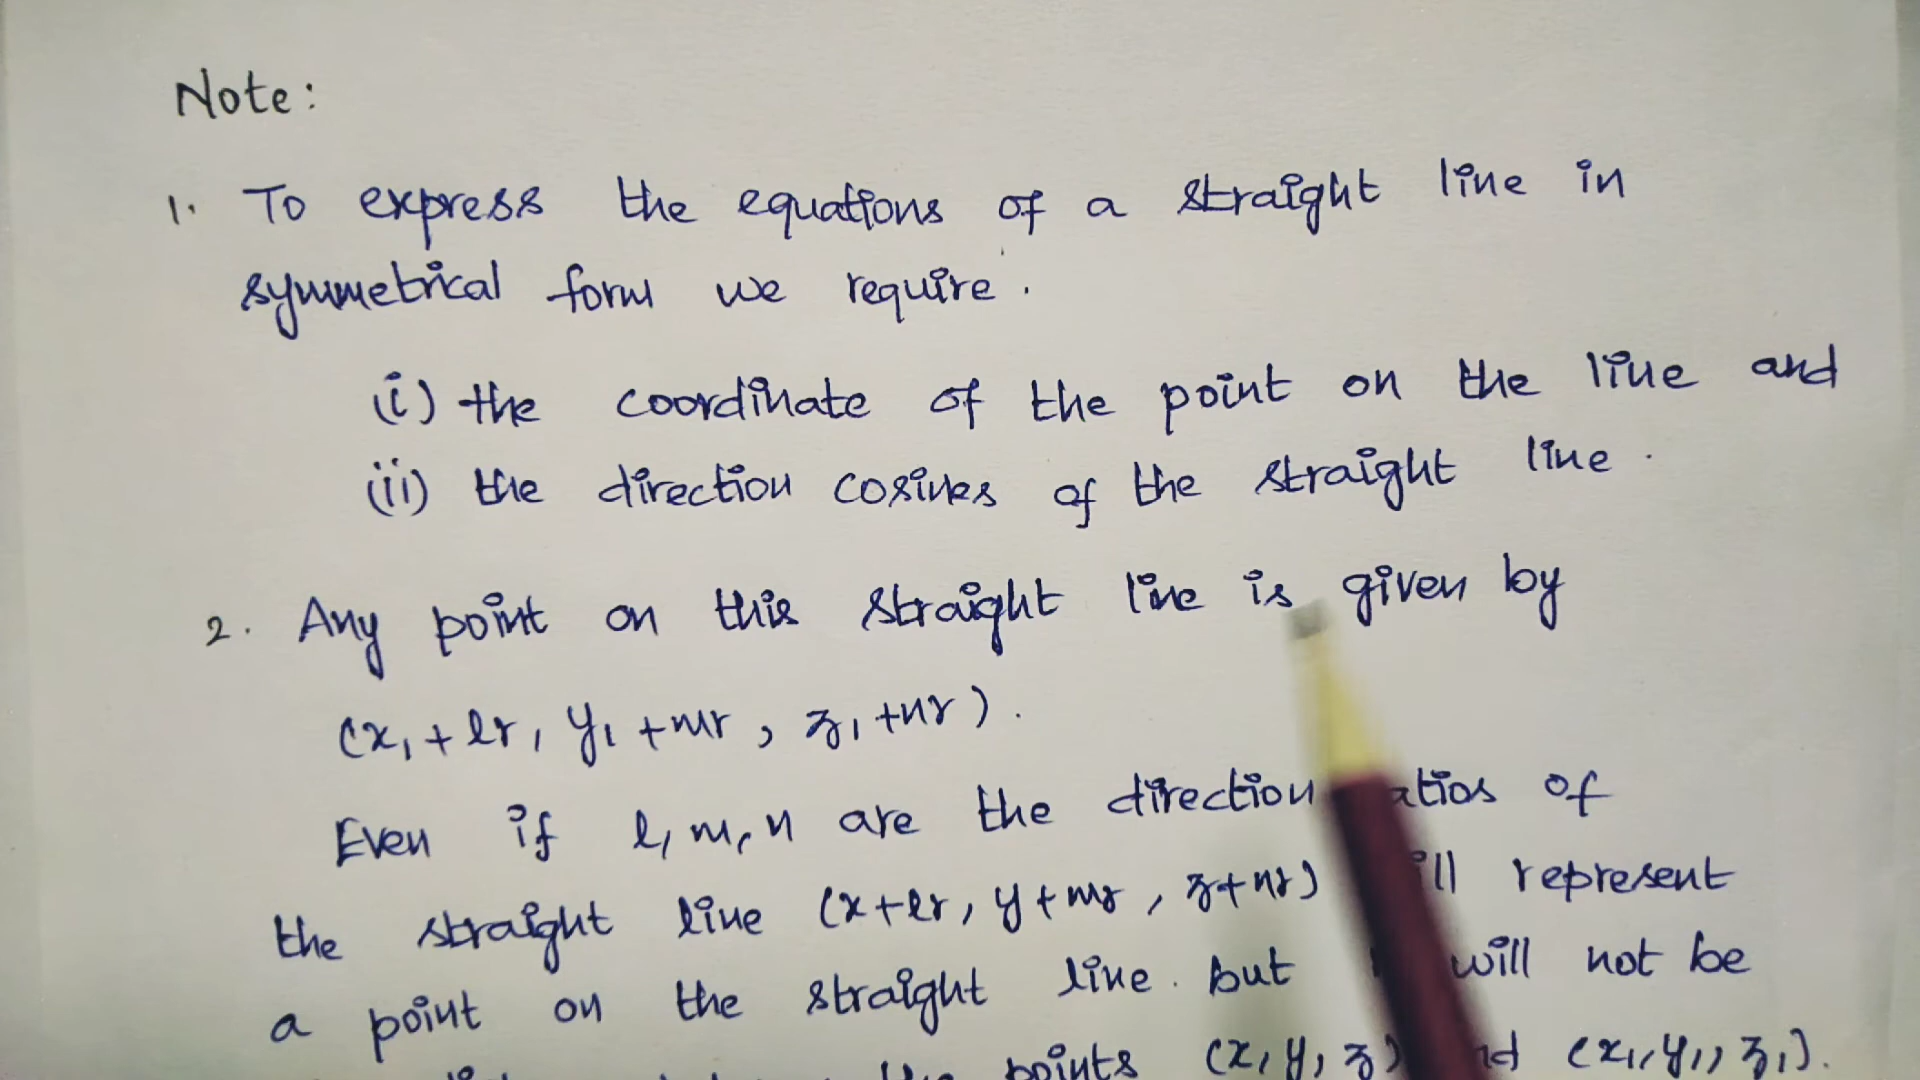 Note:
1. To express the equations of a straight line in
symmetrical form we require.
(i) the coordinate of the point on the line and
(ii) the direction cosines of the straight line.
2. Any point on this straight line is given by
(x₁+lr, y₁+mr, z₁+nr).
Even if l, m, n are the direction of
the straight line (x+lr, y+mr, z+nr) represent
a point on the straight line. but will not be
points (x, y, z) (x₁, y₁, z₁).